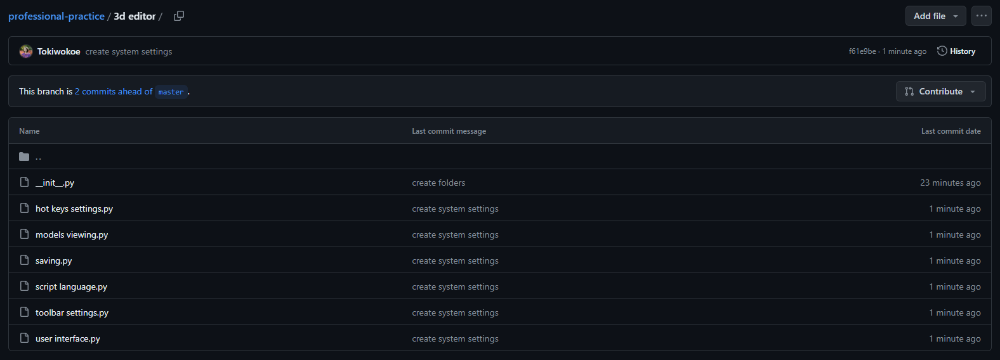 professional-practice / 3d editor /
Add file
Tokiwokoe create system settings
f61e9be · 1 minute ago
History
This branch is 2 commits ahead of master.
Contribute
Name Last commit message Last commit date
..
__init__.py create folders 23 minutes ago
hot keys settings.py create system settings 1 minute ago
models viewing.py create system settings 1 minute ago
saving.py create system settings 1 minute ago
script language.py create system settings 1 minute ago
toolbar settings.py create system settings 1 minute ago
user interface.py create system settings 1 minute ago